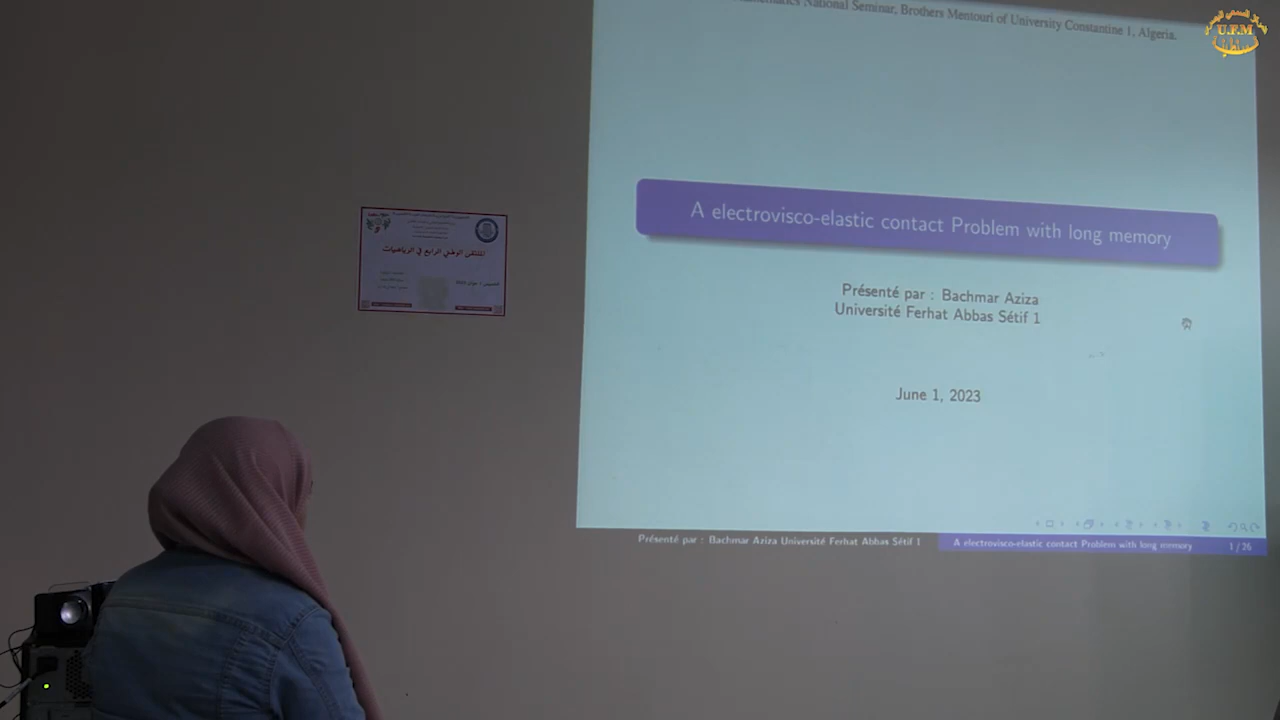 National Seminar, Brothers Mentouri of University Constantine 1, Algeria.
U.F.M
A electrovisco-elastic contact Problem with long memory
Présenté par : Bachmar Aziza
Université Ferhat Abbas Sétif 1
June 1, 2023
الملتقى الوطني الرابع في الرياضيات
Présenté par : Bachmar Aziza Université Ferhat Abbas Sétif 1
A electrovisco-elastic contact Problem with long memory
1 / 26